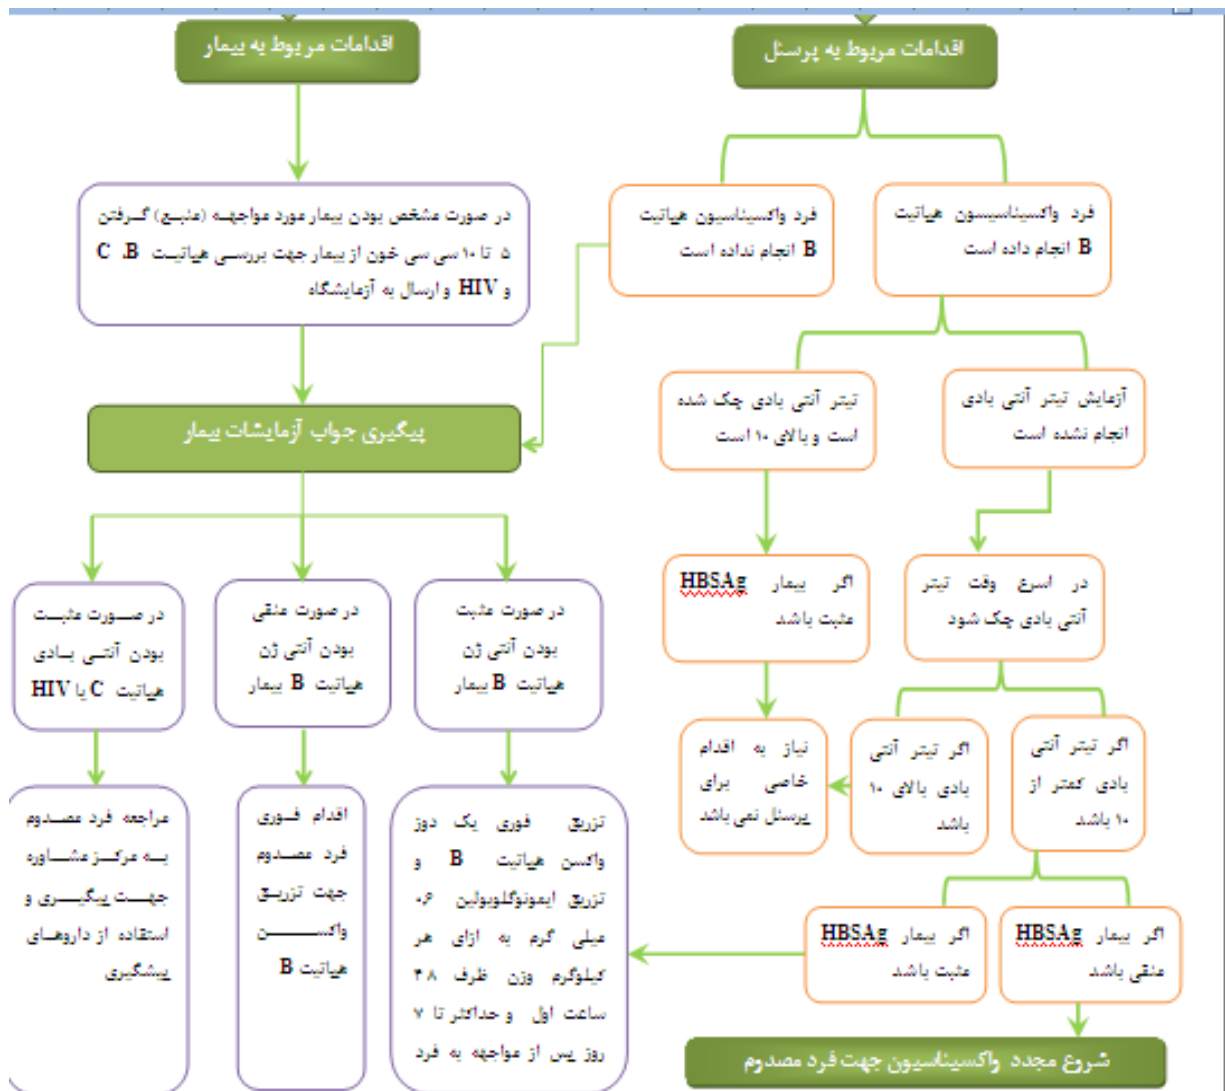 اقدامات مربوط به پرسنل
اقدامات مربوط به بیمار
فرد واکسیناسیسون هپاتیت
B انجام داده است
فرد واکسیناسیون هپاتیت
B انجام نداده است
در صورت مشخص بودن بیمار مورد مواجهه (منبع) گرفتن
۵ تا ۱۰ سی سی خون از بیمار جهت بررسی هپاتیت C ،B
و HIV و ارسال به آزمایشگاه
آزمایش تیتر آنتی بادی
انجام نشده است
تیتر آنتی بادی چک شده
است و بالای ۱۰ است
پیگیری جواب آزمایشات بیمار
در اسرع وقت تیتر
آنتی بادی چک شود
اگر بیمار HBSAg
مثبت باشد
در صورت مثبت
بودن آنتی ژن
هپاتیت B بیمار
در صورت منفی
بودن آنتی ژن
هپاتیت B بیمار
در صورت مثبت
بودن آنتی بادی
هپاتیت C یا HIV
اگر تیتر آنتی
بادی کمتر از
۱۰ باشد
اگر تیتر آنتی
بادی بالای ۱۰
باشد
نیاز به اقدام
خاصی برای
پرسنل نمی باشد
تزریق فوری یک دوز
واکسن هپاتیت B و
تزریق ایمونوگلوبولین ۰۶
میلی گرم به ازای هر
کیلوگرم وزن ظرف ۴۸
ساعت اول و حداکثر تا ۷
روز پس از مواجهه به فرد
اقدام فوری
فرد مصدوم
جهت تزریق
واکسن
هپاتیت B
مراجعه فرد مصدوم
به مرکز مشاوره
جهت پیگیری و
استفاده از داروهای
پیشگیری
اگر بیمار HBSAg
منفی باشد
اگر بیمار HBSAg
مثبت باشد
شروع مجدد واکسیناسیون جهت فرد مصدوم